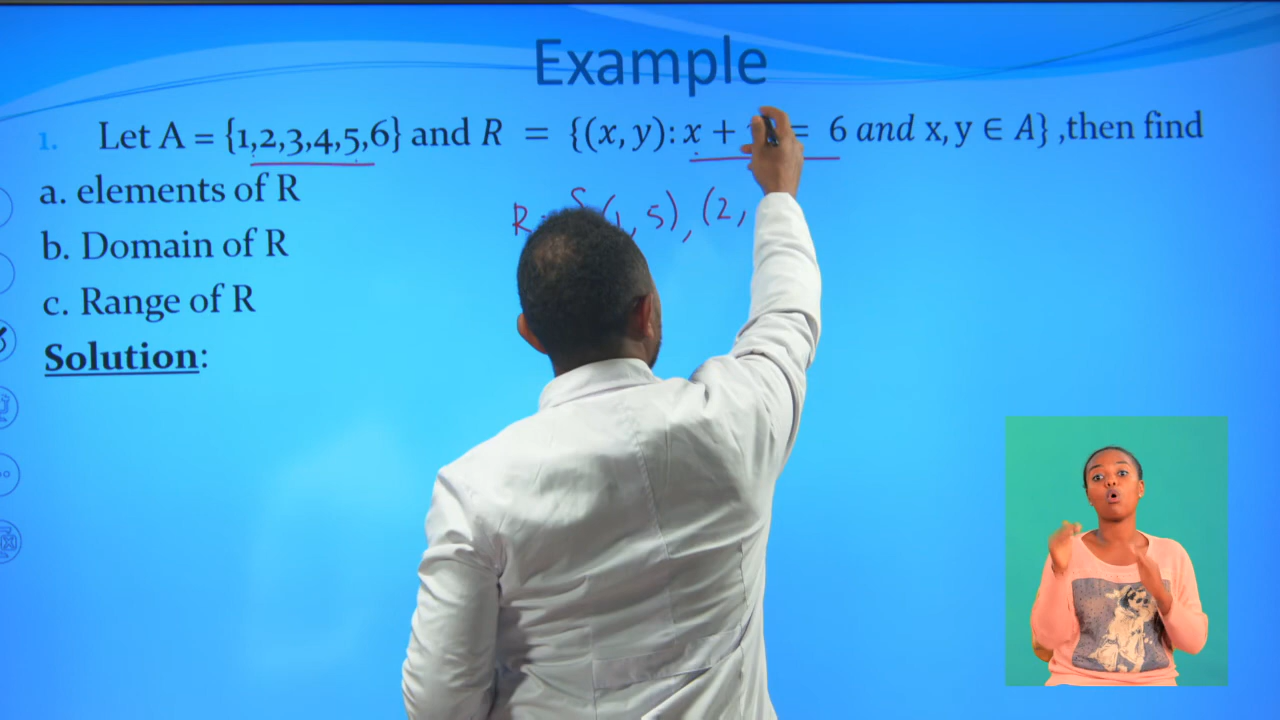 Example
1. Let A = {1,2,3,4,5,6} and R = {(x, y): x + = 6 and x, y ∈ A} ,then find
R (1, 5), (2,
a. elements of R
b. Domain of R
c. Range of R
Solution: